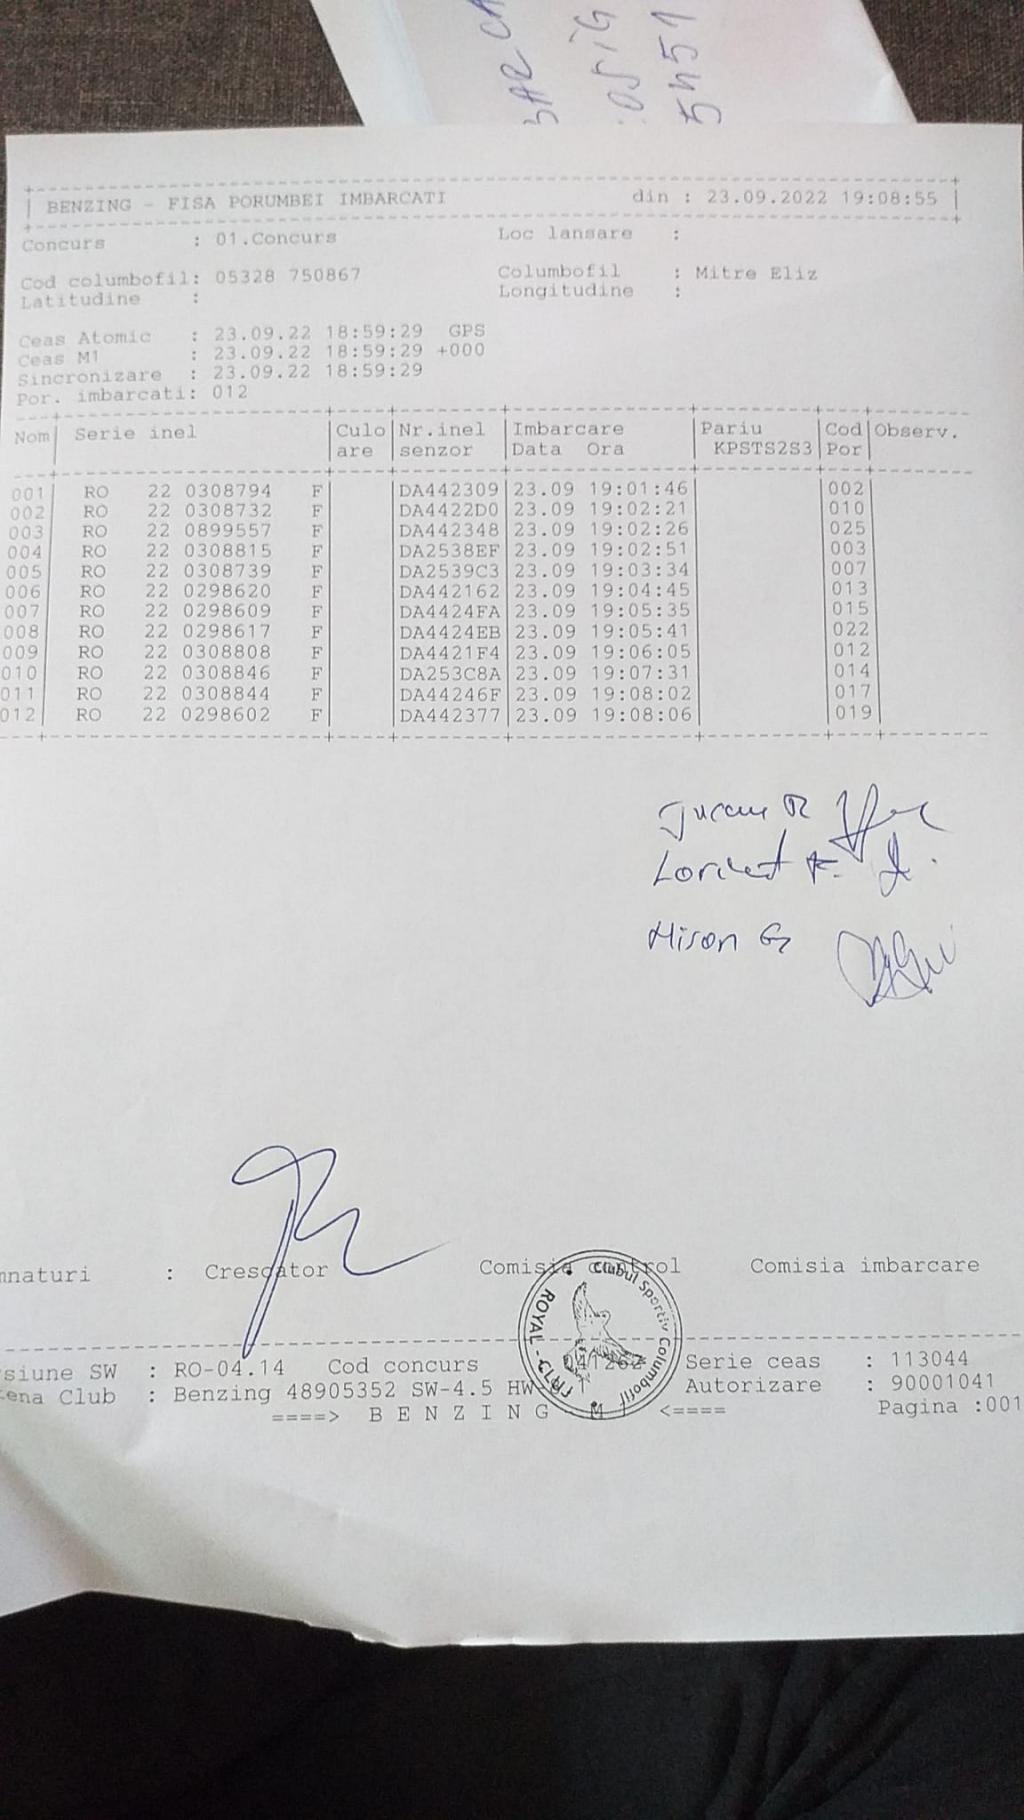 BENZING - FISA PORUMBEI IMBARCATI din : 23.09.2022 19:08:55
Concurs : 01.Concurs Loc lansare :
Cod columbofil: 05328 750867 Columbofil : Mitre Eliz
Latitudine : Longitudine :
Ceas Atomic : 23.09.22 18:59:29 GPS
Ceas M1 : 23.09.22 18:59:29 +000
Sincronizare : 23.09.22 18:59:29
Por. imbarcati: 012
Nom Serie inel Culo Nr.inel Imbarcare Pariu Cod Observ.
are senzor Data Ora KPSTS2S3 Por
001 RO 22 0308794 F DA442309 23.09 19:01:46 002
002 RO 22 0308732 F DA4422D0 23.09 19:02:21 010
003 RO 22 0899557 F DA442348 23.09 19:02:26 025
004 RO 22 0308815 F DA2538EF 23.09 19:02:51 003
005 RO 22 0308739 F DA2539C3 23.09 19:03:34 007
006 RO 22 0298620 F DA442162 23.09 19:04:45 013
007 RO 22 0298609 F DA4424FA 23.09 19:05:35 015
008 RO 22 0298617 F DA4424EB 23.09 19:05:41 022
009 RO 22 0308808 F DA4421F4 23.09 19:06:05 012
010 RO 22 0308846 F DA253C8A 23.09 19:07:31 014
011 RO 22 0308844 F DA44246F 23.09 19:08:02 017
012 RO 22 0298602 F DA442377 23.09 19:08:06 019
Mison G
mnaturi : Crescator Comisia control Comisia imbarcare
Clubul Sportiv Columbofil
ROYAL - CLUJ
siune SW : RO-04.14 Cod concurs 041262 Serie ceas : 113044
ena Club : Benzing 48905352 SW-4.5 HW Autorizare : 90001041
====> B E N Z I N G M 1 <==== Pagina :001
5451